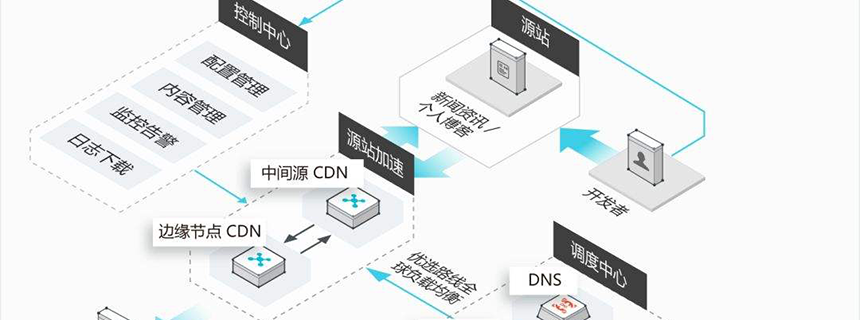 控制中心
配置管理
内容管理
监控告警
日志下载
源站
新闻资讯 /
个人博客
开发者
源站加速
中间源 CDN
边缘节点 CDN
优选路线全
球负载均衡
调度中心
DNS